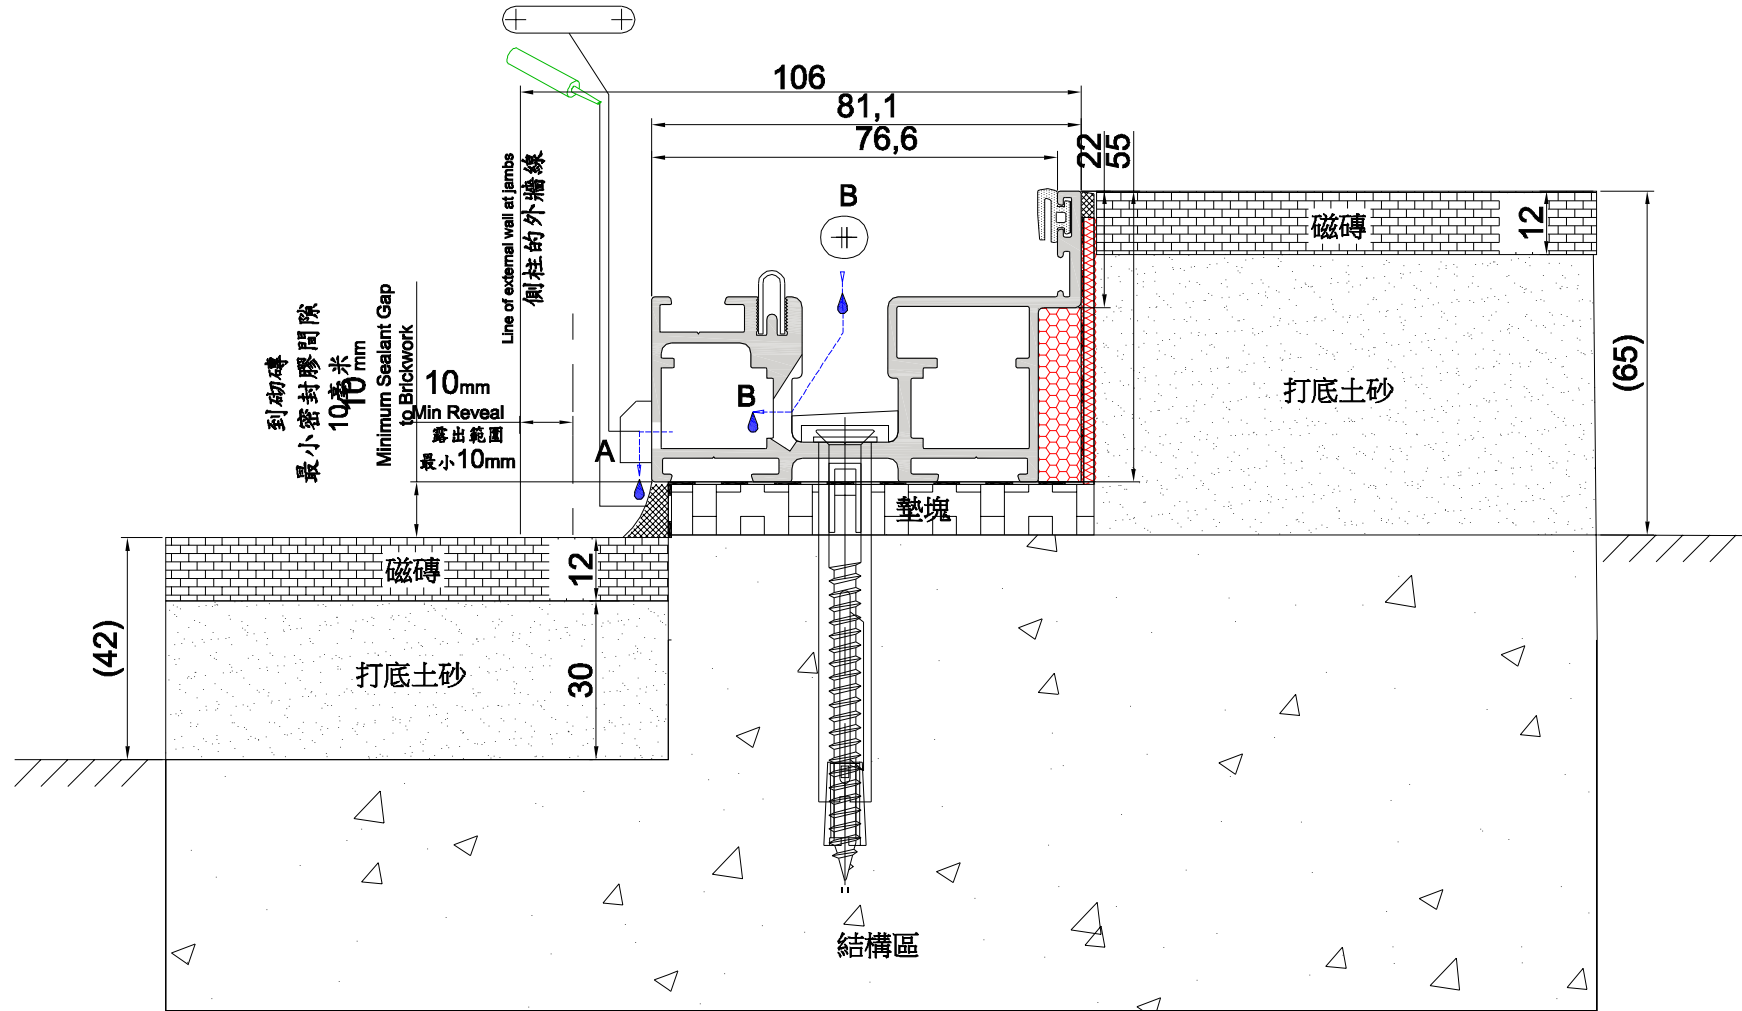 106
81,1
76,6
22
55
B
Line of external wall at jambs
側柱的外牆線
磁磚
12
(65)
打底土砂
到砌磚
最小密封膠間隙
10毫米
10mm
Minimum Sealant Gap
to Brickwork
10mm
Min Reveal
露出範圍
最小10mm
B
A
墊塊
磁磚
12
(42)
打底土砂
30
結構區